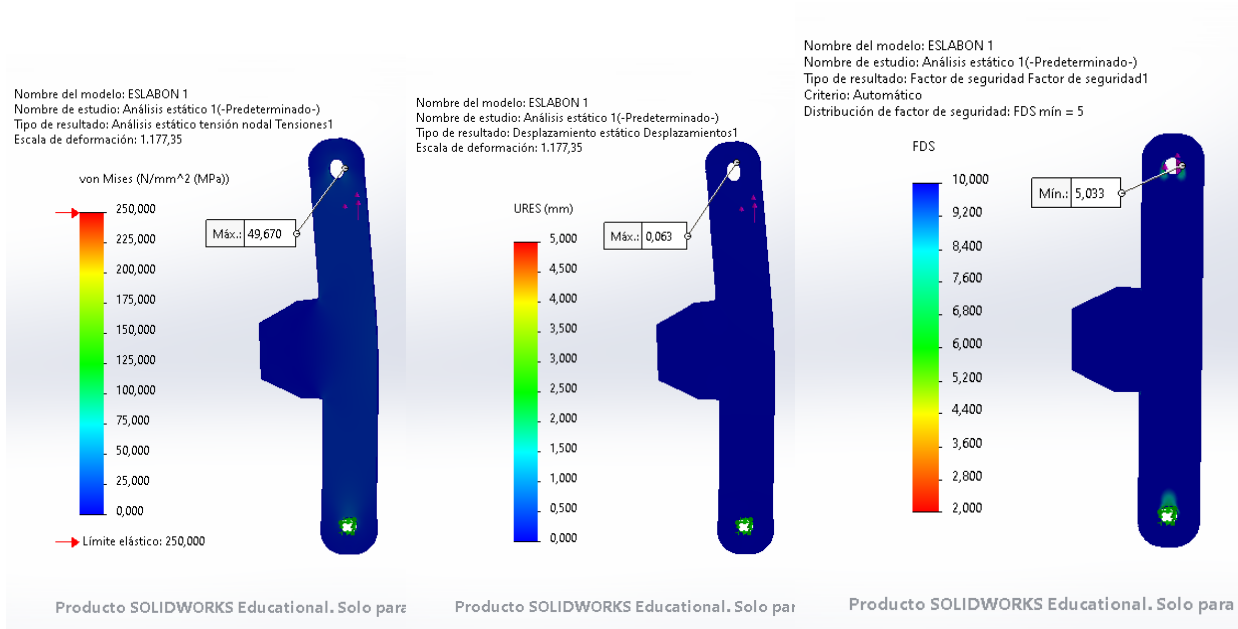 Nombre del modelo: ESLABON 1
Nombre de estudio: Análisis estático 1(-Predeterminado-)
Tipo de resultado: Análisis estático tensión nodal Tensiones1
Escala de deformación: 1.177,35
von Mises (N/mm^2 (MPa))
250,000
225,000
200,000
175,000
150,000
125,000
100,000
75,000
50,000
25,000
0,000
Límite elástico: 250,000
Máx.: 49,670
Producto SOLIDWORKS Educational. Solo para
Nombre del modelo: ESLABON 1
Nombre de estudio: Análisis estático 1(-Predeterminado-)
Tipo de resultado: Desplazamiento estático Desplazamientos1
Escala de deformación: 1.177,35
URES (mm)
5,000
4,500
4,000
3,500
3,000
2,500
2,000
1,500
1,000
0,500
0,000
Máx.: 0,063
Producto SOLIDWORKS Educational. Solo par
Nombre del modelo: ESLABON 1
Nombre de estudio: Análisis estático 1(-Predeterminado-)
Tipo de resultado: Factor de seguridad Factor de seguridad1
Criterio: Automático
Distribución de factor de seguridad: FDS mín = 5
FDS
10,000
9,200
8,400
7,600
6,800
6,000
5,200
4,400
3,600
2,800
2,000
Mín.: 5,033
Producto SOLIDWORKS Educational. Solo para